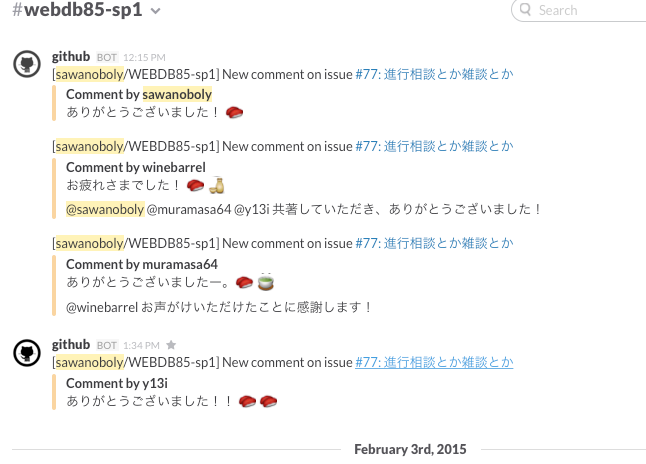 #webdb85-sp1
Search
github BOT 12:15 PM
[sawanoboly/WEBDB85-sp1] New comment on issue #77: 進行相談とか雑談とか
Comment by sawanoboly
ありがとうございました！ 🍣
[sawanoboly/WEBDB85-sp1] New comment on issue #77: 進行相談とか雑談とか
Comment by winebarrel
お疲れさまでした！ 🍣 🍶
@sawanoboly @muramasa64 @y13i 共著していただき、ありがとうございました！
[sawanoboly/WEBDB85-sp1] New comment on issue #77: 進行相談とか雑談とか
Comment by muramasa64
ありがとうございましたー。🍣 🍵
@winebarrel お声がけいただけたことに感謝します！
github BOT 1:34 PM ★
[sawanoboly/WEBDB85-sp1] New comment on issue #77: 進行相談とか雑談とか
Comment by y13i
ありがとうございました！！ 🍣 🍣
February 3rd, 2015